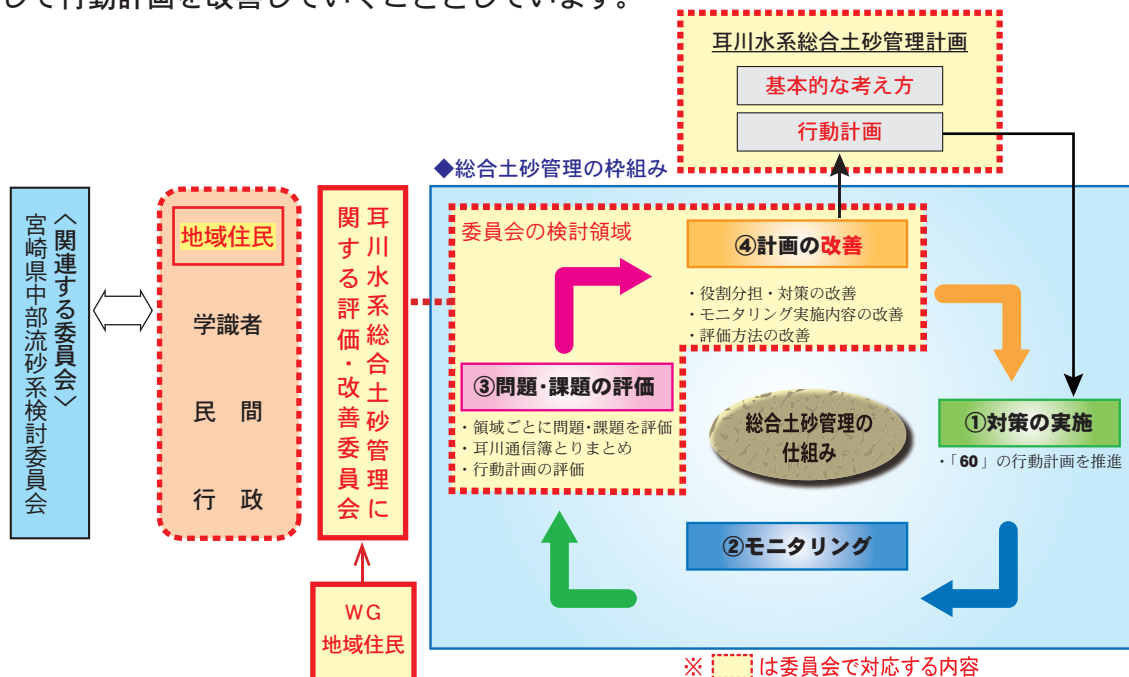 して行動計画を改善していくこととしています。
耳川水系総合土砂管理計画
基本的な考え方
行動計画
◆総合土砂管理の枠組み
〈関連する委員会〉
宮崎県中部流砂系検討委員会
地域住民
学識者
民 間
行 政
耳川水系総合土砂管理に
関する評価・改善委員会
WG
地域住民
委員会の検討領域
④計画の改善
・役割分担・対策の改善
・モニタリング実施内容の改善
・評価方法の改善
③問題・課題の評価
・領域ごとに問題・課題を評価
・耳川通信簿とりまとめ
・行動計画の評価
総合土砂管理の
仕組み
①対策の実施
・「60」の行動計画を推進
②モニタリング
※ は委員会で対応する内容